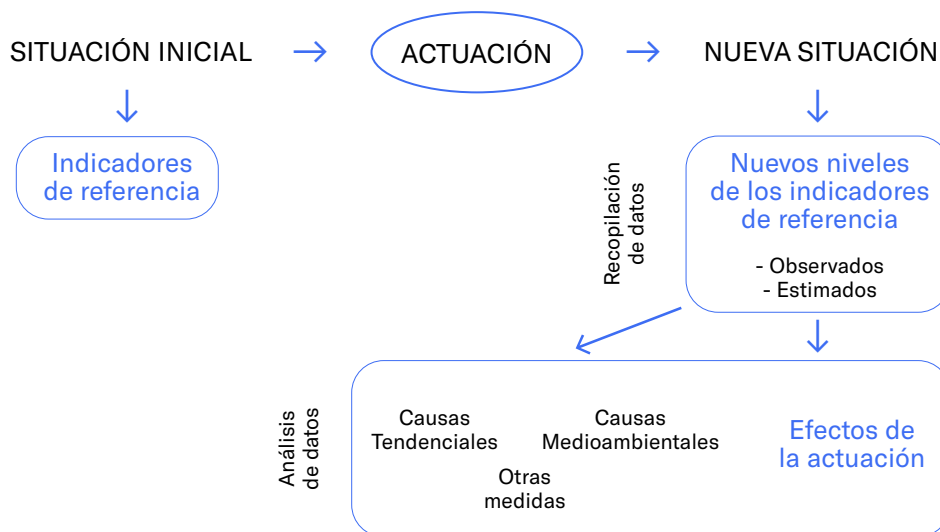 SITUACIÓN INICIAL
ACTUACIÓN
NUEVA SITUACIÓN
Indicadores
de referencia
Recopilación
de datos
Nuevos niveles
de los indicadores
de referencia
- Observados
- Estimados
Análisis
de datos
Causas
Tendenciales
Causas
Medioambientales
Otras
medidas
Efectos de
la actuación